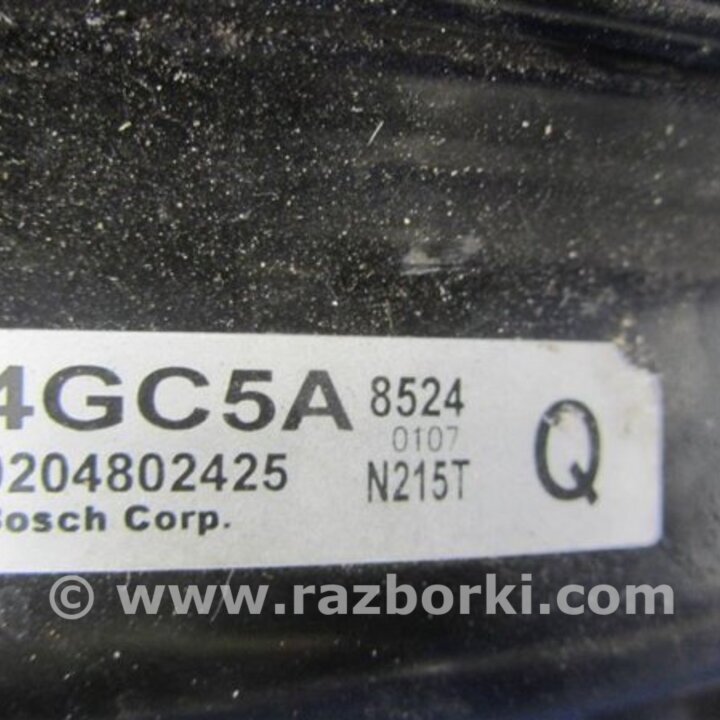 4GC5A 8524
0107
0204802425 N215T
Q
Bosch Corp.
© www.razborki.com